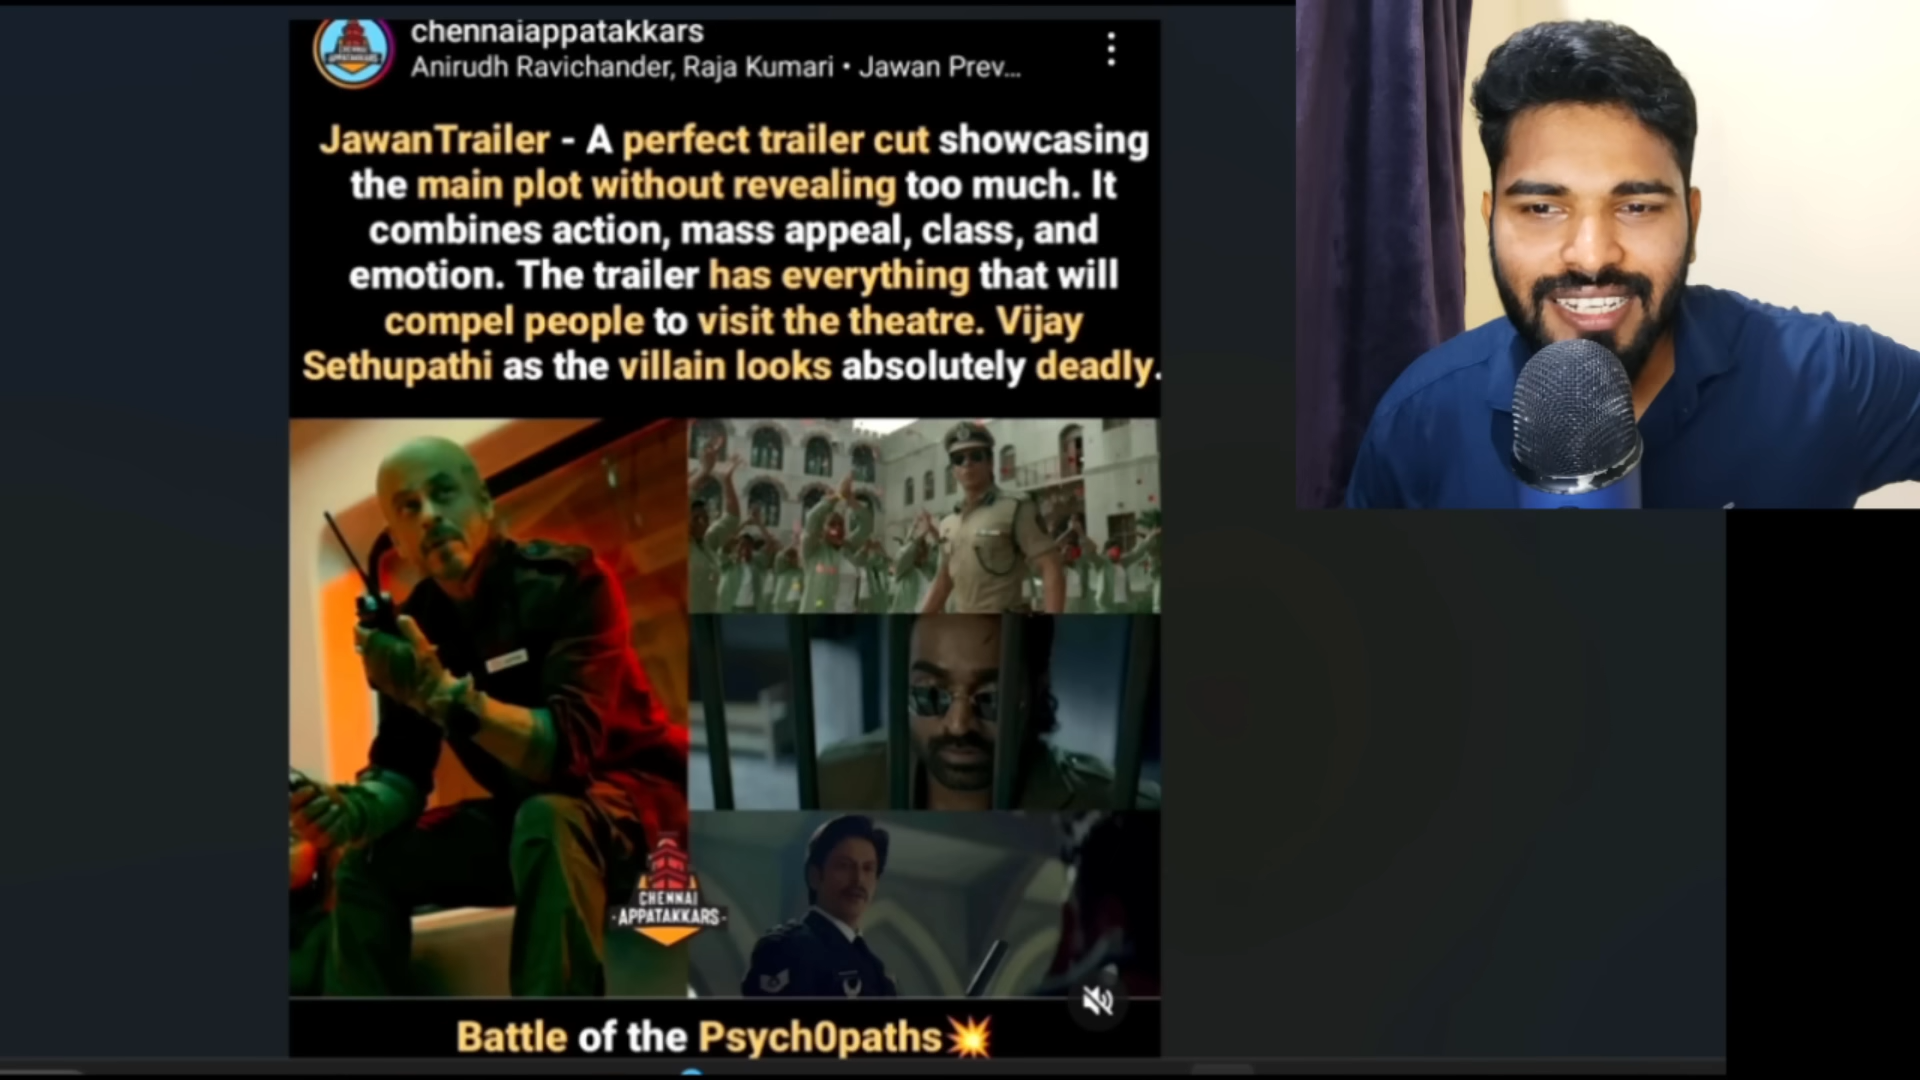 chennaiappatakkars
Anirudh Ravichander, Raja Kumari • Jawan Prev...
JawanTrailer - A perfect trailer cut showcasing
the main plot without revealing too much. It
combines action, mass appeal, class, and
emotion. The trailer has everything that will
compel people to visit the theatre. Vijay
Sethupathi as the villain looks absolutely deadly.
CHENNAI
-APPATAKKARS-
Battle of the Psych0paths💥